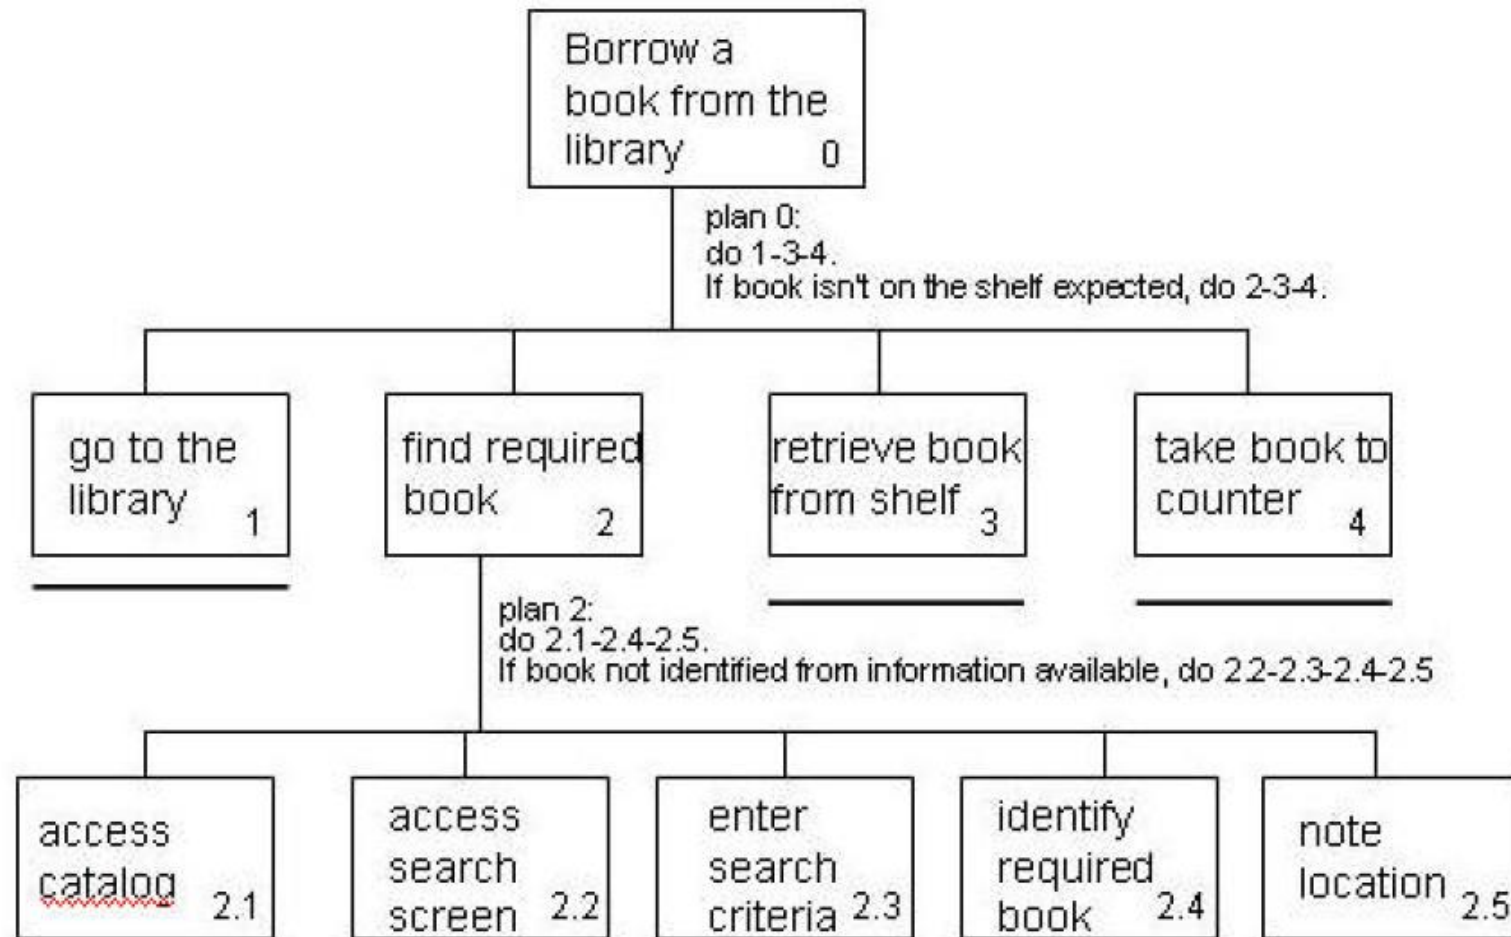 Borrow a
book from the
library 0
plan 0:
do 1-3-4.
If book isn't on the shelf expected, do 2-3-4.
go to the
library 1
find required
book 2
retrieve book
from shelf 3
take book to
counter 4
plan 2:
do 2.1-2.4-2.5.
If book not identified from information available, do 2.2-2.3-2.4-2.5
access
catalog 2.1
access
search
screen 2.2
enter
search
criteria 2.3
identify
required
book 2.4
note
location 2.5